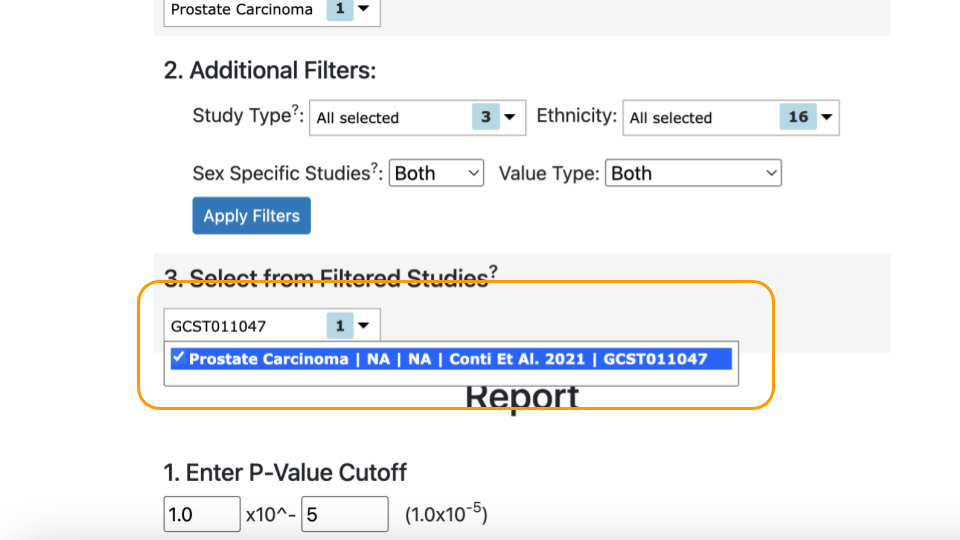 Prostate Carcinoma 1
2. Additional Filters:
Study Type?: All selected 3 Ethnicity: All selected 16
Sex Specific Studies?: Both Value Type: Both
Apply Filters
3. Select from Filtered Studies?
GCST011047 1
Prostate Carcinoma | NA | NA | Conti Et Al. 2021 | GCST011047
Report
1. Enter P-Value Cutoff
1.0 x10^- 5 (1.0x10-5)